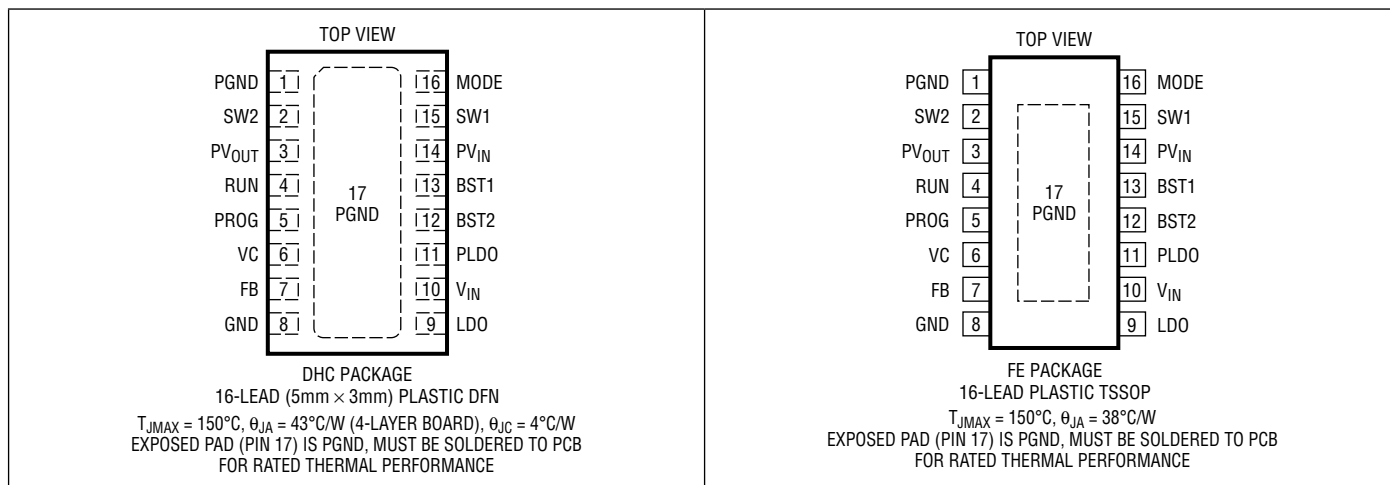 TOP VIEW
PGND 1 16 MODE
SW2 2 15 SW1
PVOUT 3 14 PVIN
RUN 4 13 BST1
PROG 5 12 BST2
VC 6 11 PLDO
FB 7 10 VIN
GND 8 9 LDO
17
PGND
DHC PACKAGE
16-LEAD (5mm × 3mm) PLASTIC DFN
TJMAX = 150°C, θJA = 43°C/W (4-LAYER BOARD), θJC = 4°C/W
EXPOSED PAD (PIN 17) IS PGND, MUST BE SOLDERED TO PCB
FOR RATED THERMAL PERFORMANCE
TOP VIEW
PGND 1 16 MODE
SW2 2 15 SW1
PVOUT 3 14 PVIN
RUN 4 13 BST1
PROG 5 12 BST2
VC 6 11 PLDO
FB 7 10 VIN
GND 8 9 LDO
17
PGND
FE PACKAGE
16-LEAD PLASTIC TSSOP
TJMAX = 150°C, θJA = 38°C/W
EXPOSED PAD (PIN 17) IS PGND, MUST BE SOLDERED TO PCB
FOR RATED THERMAL PERFORMANCE